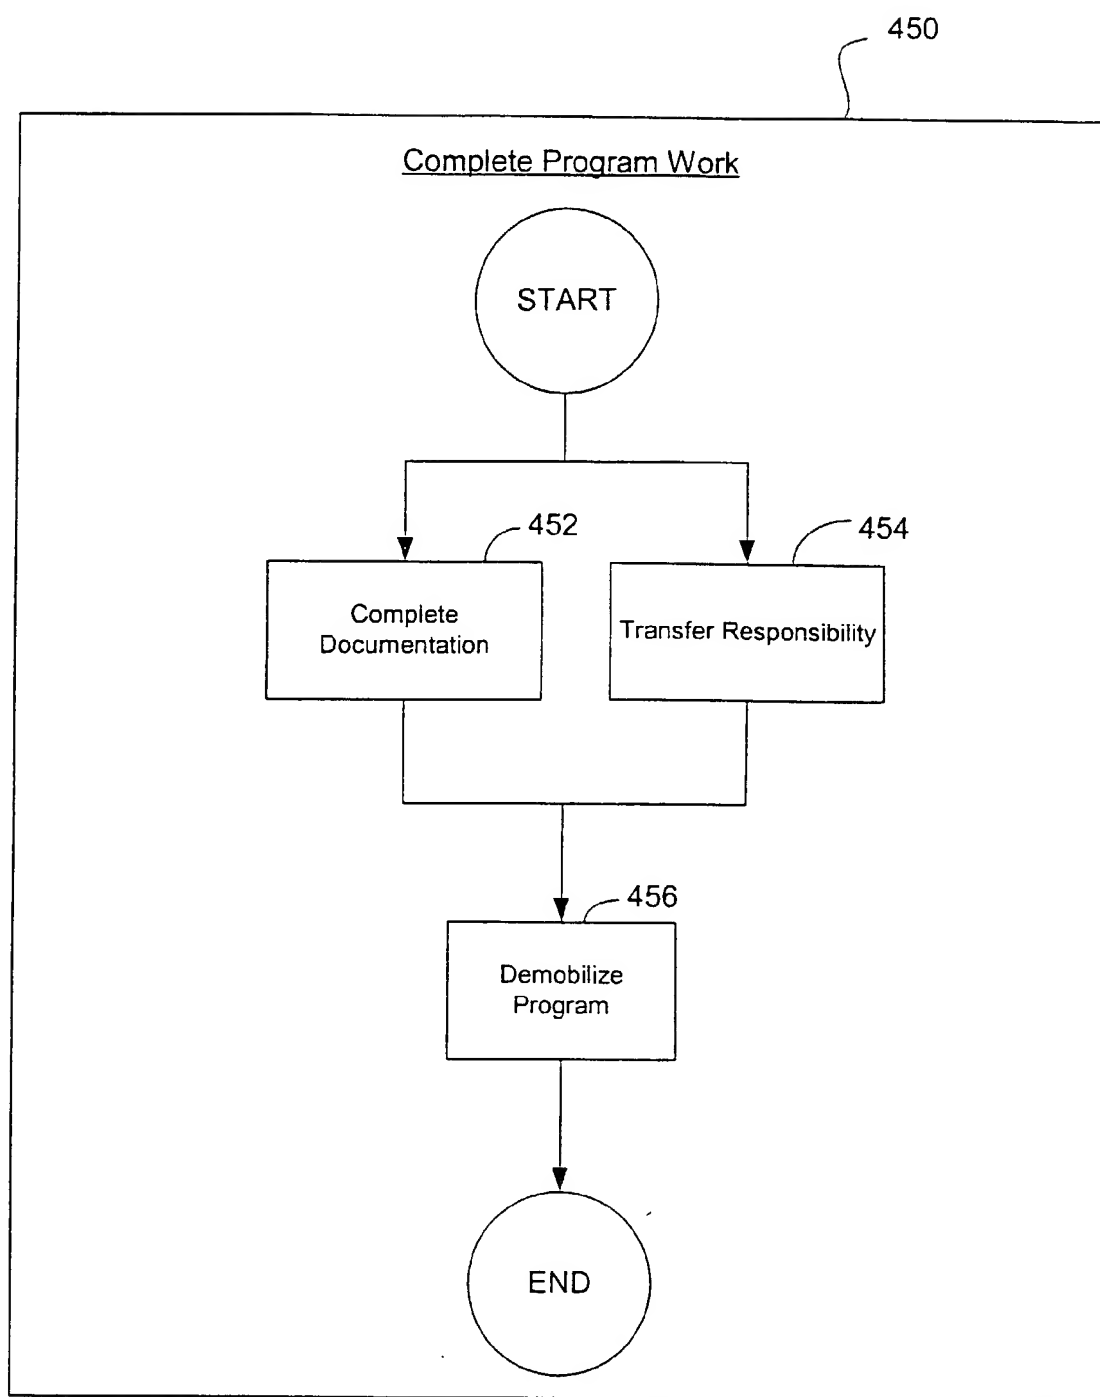 450
Complete Program Work
START
452
454
Complete
Documentation
Transfer Responsibility
456
Demobilize
Program
END